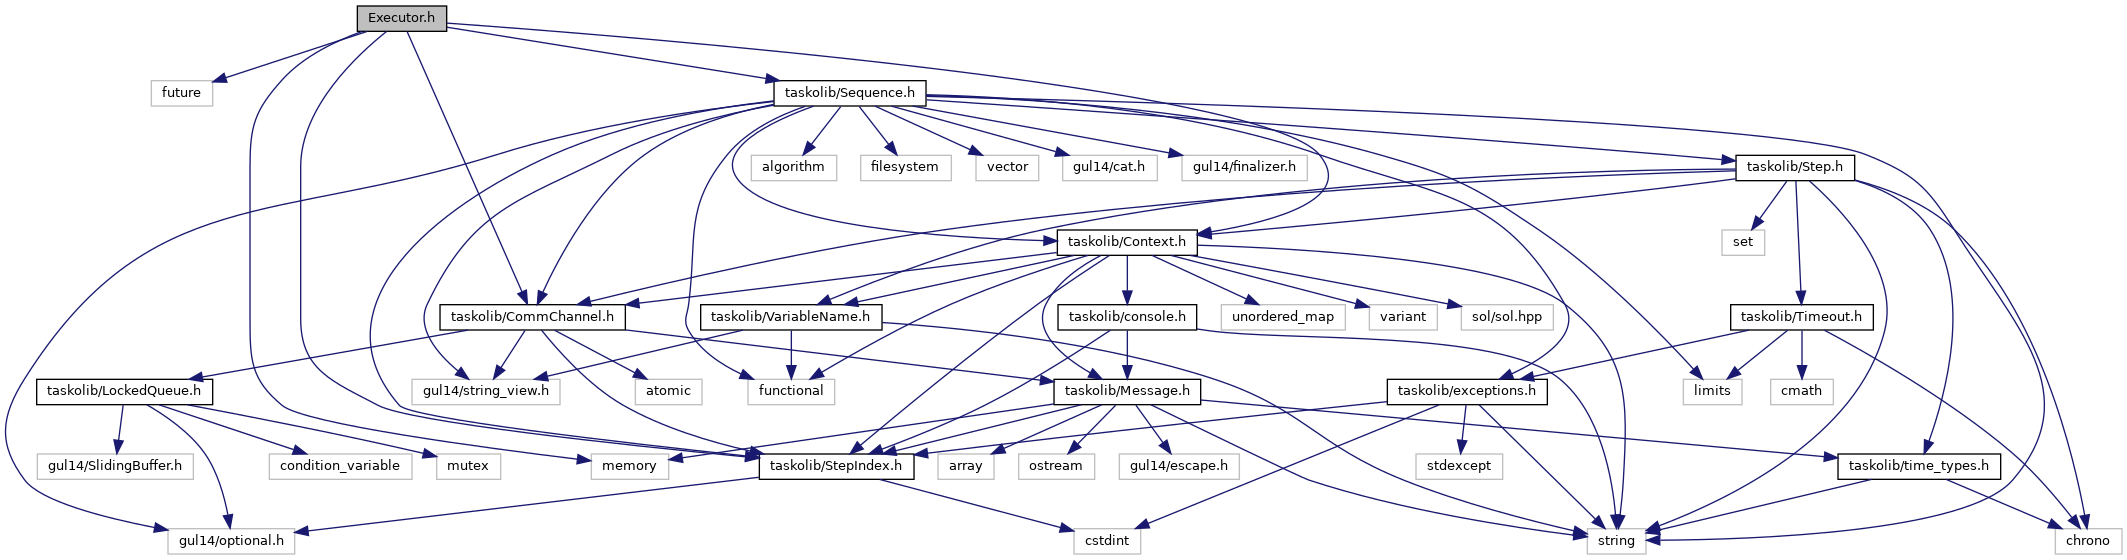 Executor.h
future
taskolib/Sequence.h
algorithm
filesystem
vector
gul14/cat.h
gul14/finalizer.h
taskolib/Step.h
taskolib/Context.h
set
taskolib/CommChannel.h
taskolib/VariableName.h
taskolib/console.h
unordered_map
variant
sol/sol.hpp
taskolib/Timeout.h
taskolib/LockedQueue.h
gul14/string_view.h
atomic
functional
taskolib/Message.h
taskolib/exceptions.h
limits
cmath
gul14/SlidingBuffer.h
condition_variable
mutex
memory
taskolib/StepIndex.h
array
ostream
gul14/escape.h
stdexcept
taskolib/time_types.h
gul14/optional.h
cstdint
string
chrono